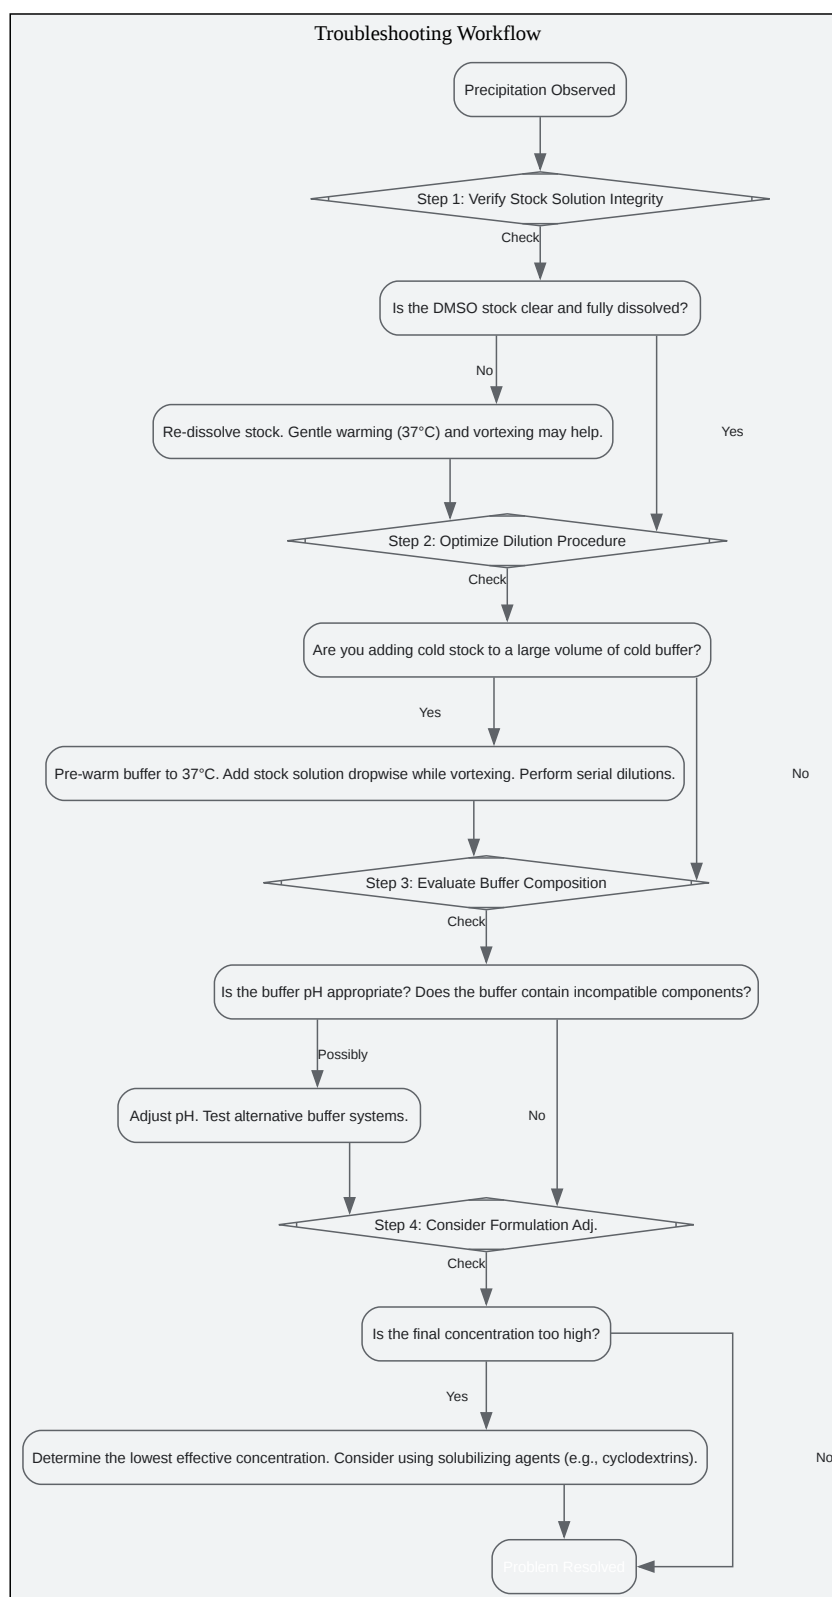 Troubleshooting Workflow
Precipitation Observed
Step 1: Verify Stock Solution Integrity
Check
Is the DMSO stock clear and fully dissolved?
No
Re-dissolve stock. Gentle warming (37°C) and vortexing may help.
Yes
Step 2: Optimize Dilution Procedure
Check
Are you adding cold stock to a large volume of cold buffer?
Yes
Pre-warm buffer to 37°C. Add stock solution dropwise while vortexing. Perform serial dilutions.
No
Step 3: Evaluate Buffer Composition
Check
Is the buffer pH appropriate? Does the buffer contain incompatible components?
Possibly
Adjust pH. Test alternative buffer systems.
No
Step 4: Consider Formulation Adj.
Check
Is the final concentration too high?
Yes
Determine the lowest effective concentration. Consider using solubilizing agents (e.g., cyclodextrins).
No
Problem Resolved